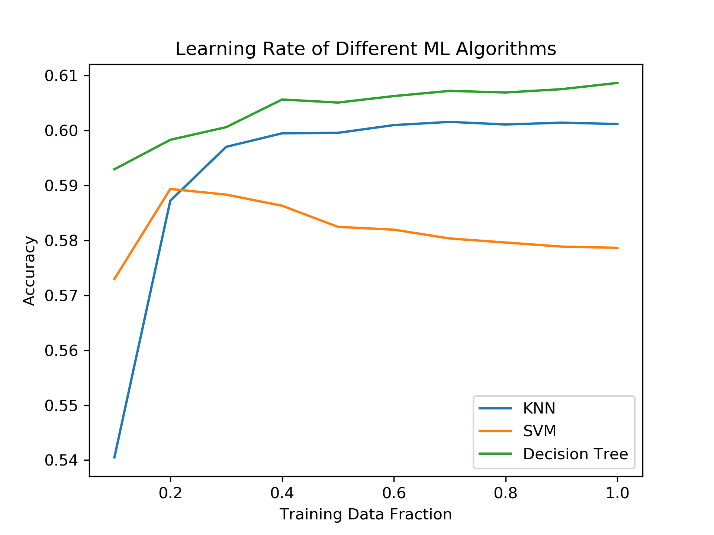 Learning Rate of Different ML Algorithms
0.61
0.60
0.59
0.58
0.57
0.56
0.55
0.54
Accuracy
KNN
SVM
Decision Tree
0.2 0.4 0.6 0.8 1.0
Training Data Fraction